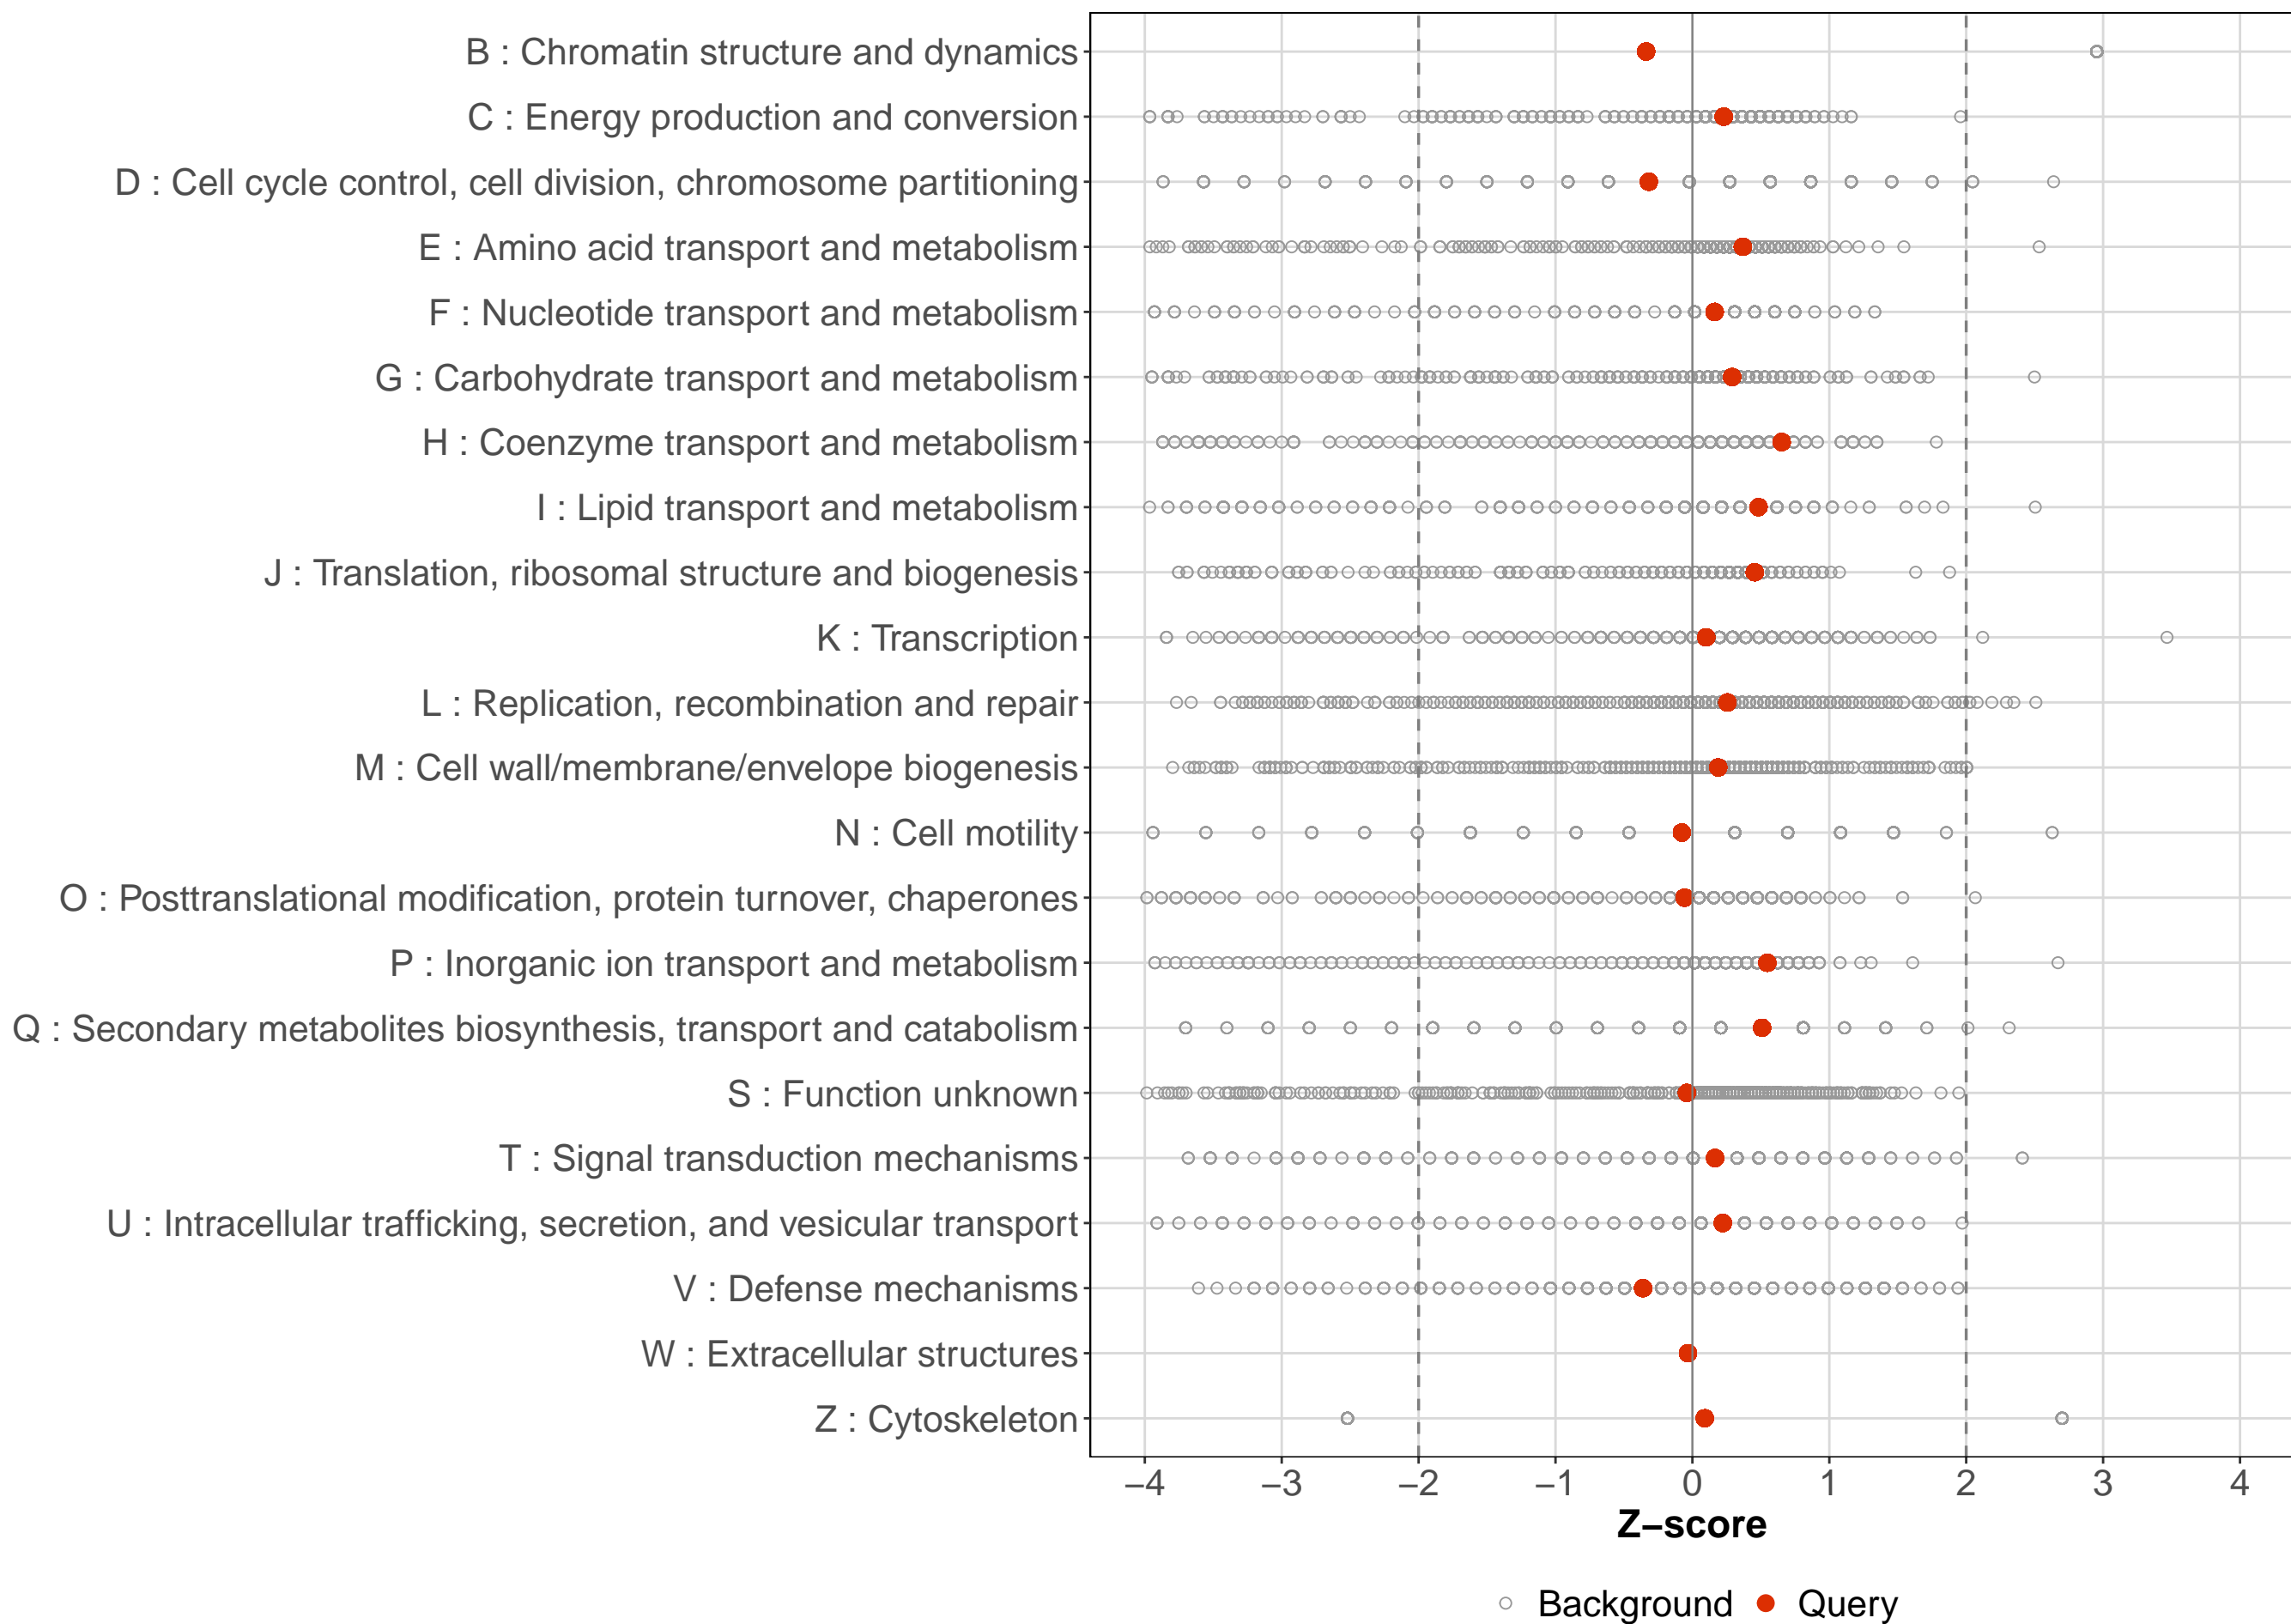 B : Chromatin structure and dynamics
C : Energy production and conversion
D : Cell cycle control, cell division, chromosome partitioning
E : Amino acid transport and metabolism
F : Nucleotide transport and metabolism
G : Carbohydrate transport and metabolism
H : Coenzyme transport and metabolism
I : Lipid transport and metabolism
J : Translation, ribosomal structure and biogenesis
K : Transcription
L : Replication, recombination and repair
M : Cell wall/membrane/envelope biogenesis
N : Cell motility
O : Posttranslational modification, protein turnover, chaperones
P : Inorganic ion transport and metabolism
Q : Secondary metabolites biosynthesis, transport and catabolism
S : Function unknown
T : Signal transduction mechanisms
U : Intracellular trafficking, secretion, and vesicular transport
V : Defense mechanisms
W : Extracellular structures
Z : Cytoskeleton
−4 −3 −2 −1 0 1 2 3 4
Z−score
Background Query